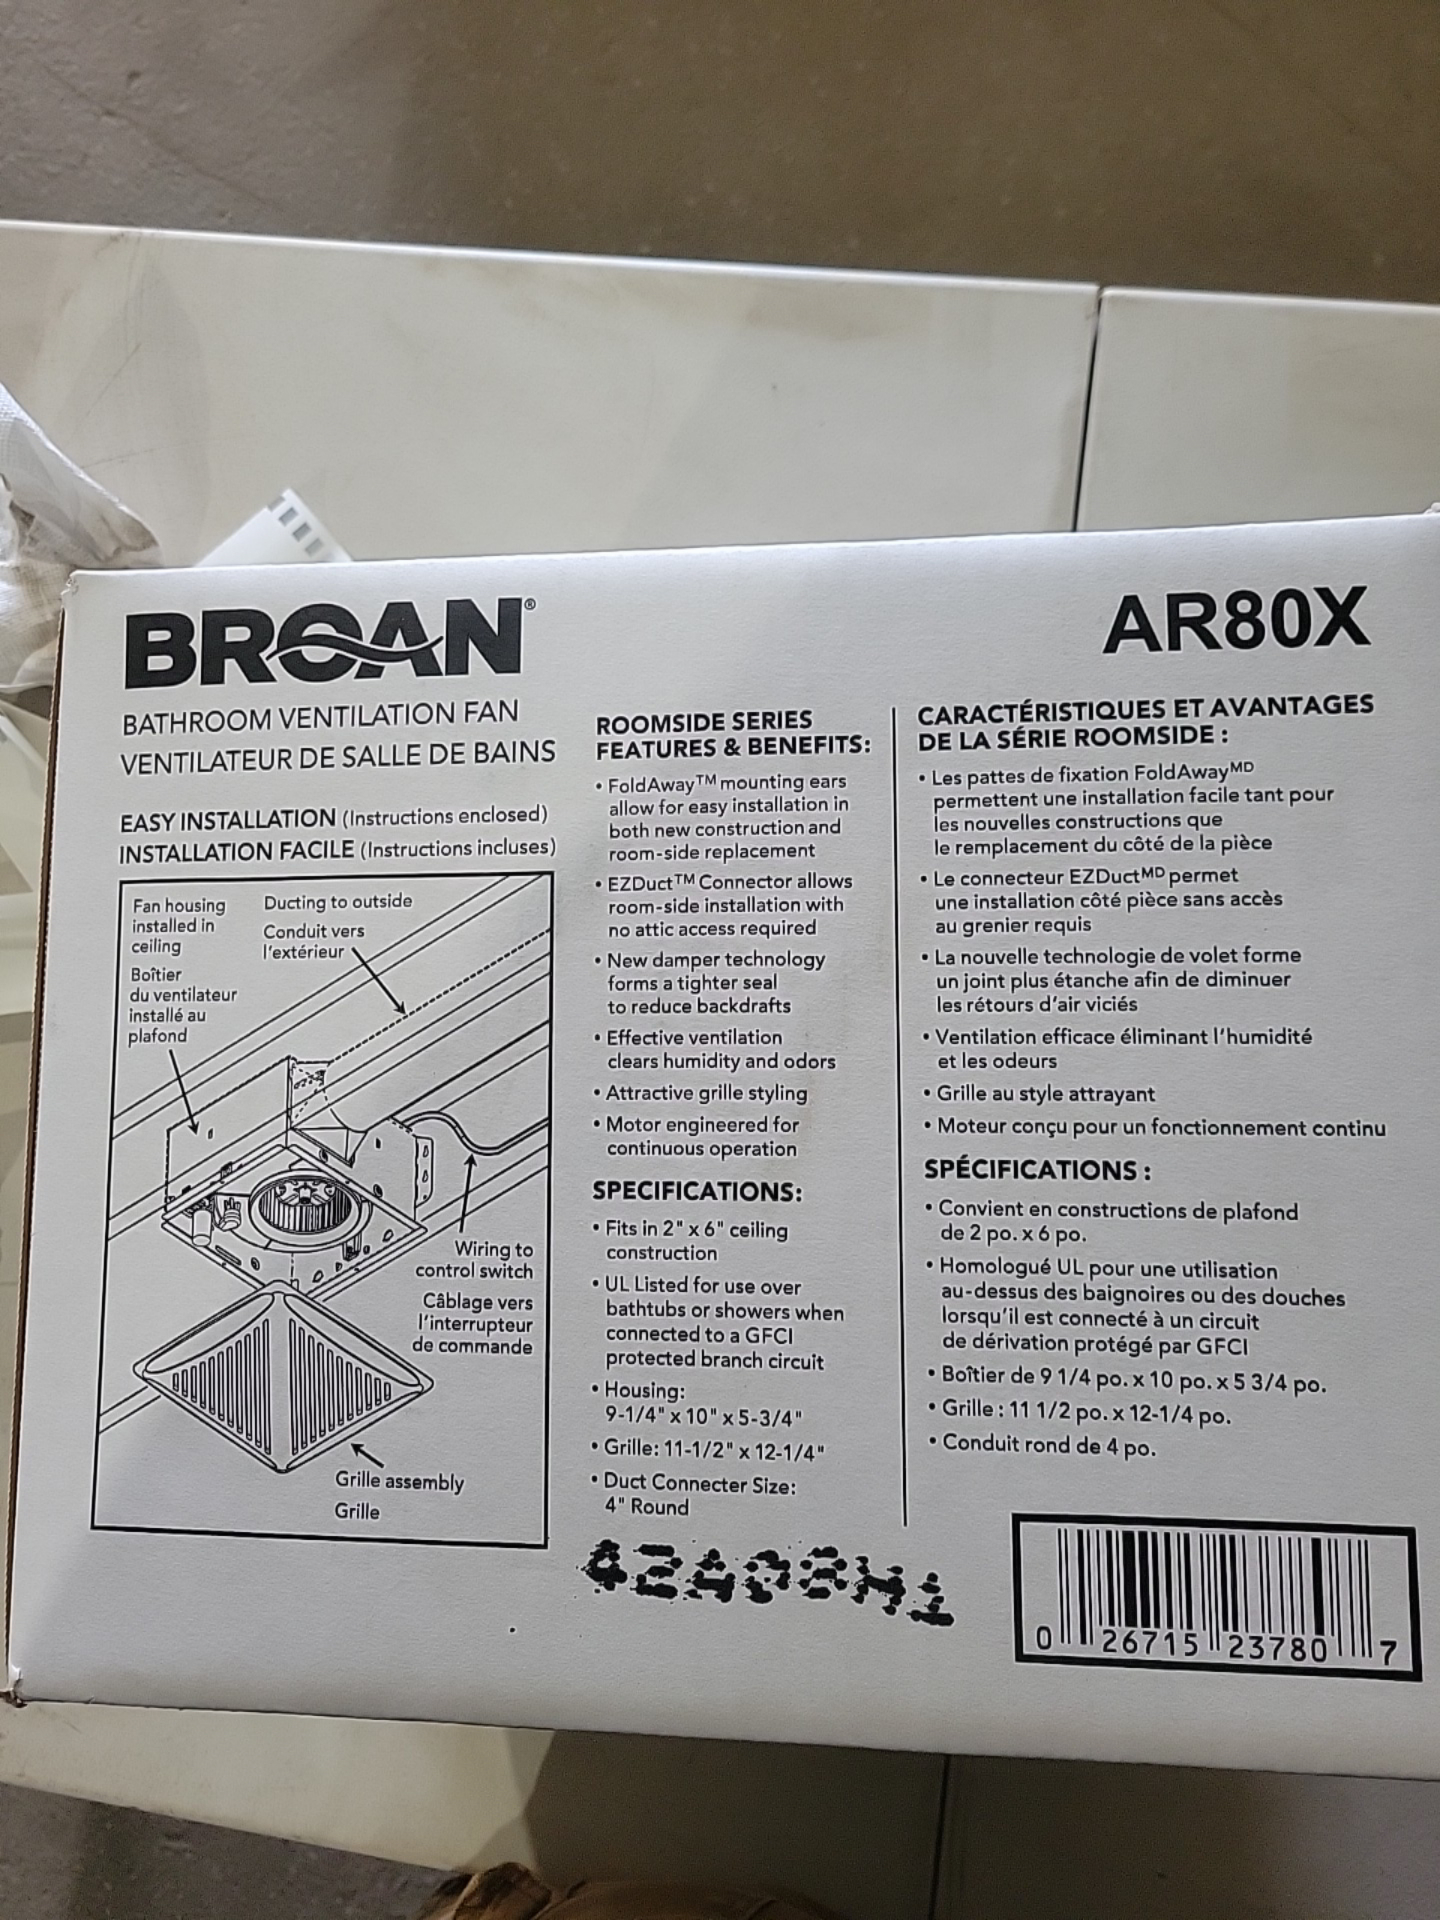 BROAN®
AR80X
BATHROOM VENTILATION FAN
VENTILATEUR DE SALLE DE BAINS
EASY INSTALLATION (Instructions enclosed)
INSTALLATION FACILE (Instructions incluses)
Fan housing
installed in
ceiling
Boîtier
du ventilateur
installé au
plafond
Ducting to outside
Conduit vers
l'extérieur
Wiring to
control switch
Câblage vers
l'interrupteur
de commande
Grille assembly
Grille
ROOMSIDE SERIES
FEATURES & BENEFITS:
• FoldAway™ mounting ears
allow for easy installation in
both new construction and
room-side replacement
• EZDuct™ Connector allows
room-side installation with
no attic access required
• New damper technology
forms a tighter seal
to reduce backdrafts
• Effective ventilation
clears humidity and odors
• Attractive grille styling
• Motor engineered for
continuous operation
SPECIFICATIONS:
• Fits in 2" x 6" ceiling
construction
• UL Listed for use over
bathtubs or showers when
connected to a GFCI
protected branch circuit
• Housing:
9-1/4" x 10" x 5-3/4"
• Grille: 11-1/2" x 12-1/4"
• Duct Connecter Size:
4" Round
CARACTÉRISTIQUES ET AVANTAGES
DE LA SÉRIE ROOMSIDE :
• Les pattes de fixation FoldAwayMD
permettent une installation facile tant pour
les nouvelles constructions que
le remplacement du côté de la pièce
• Le connecteur EZDuctMD permet
une installation côté pièce sans accès
au grenier requis
• La nouvelle technologie de volet forme
un joint plus étanche afin de diminuer
les rétours d'air viciés
• Ventilation efficace éliminant l'humidité
et les odeurs
• Grille au style attrayant
• Moteur conçu pour un fonctionnement continu
SPÉCIFICATIONS :
• Convient en constructions de plafond
de 2 po. x 6 po.
• Homologué UL pour une utilisation
au-dessus des baignoires ou des douches
lorsqu'il est connecté à un circuit
de dérivation protégé par GFCI
• Boîtier de 9 1/4 po. x 10 po. x 5 3/4 po.
• Grille : 11 1/2 po. x 12-1/4 po.
• Conduit rond de 4 po.
0 26715 23780 7